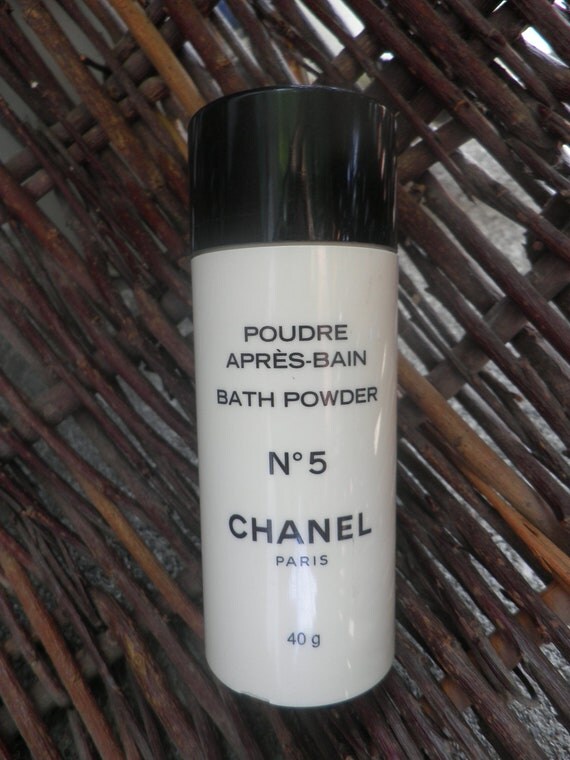 POUDRE
APRÈS-BAIN
BATH POWDER
N° 5
CHANEL
PARIS
40 g